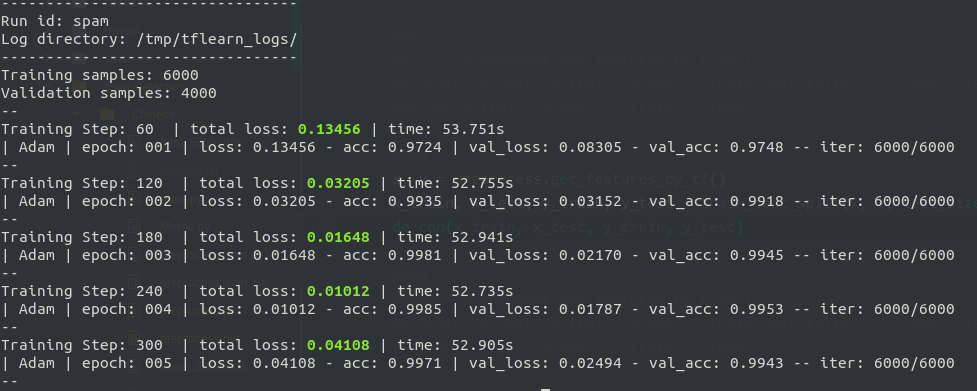 ---------------------------------
Run id: spam
Log directory: /tmp/tflearn_logs/
---------------------------------
Training samples: 6000
Validation samples: 4000
--
Training Step: 60  | total loss: 0.13456 | time: 53.751s
| Adam | epoch: 001 | loss: 0.13456 - acc: 0.9724 | val_loss: 0.08305 - val_acc: 0.9748 -- iter: 6000/6000
--
Training Step: 120  | total loss: 0.03205 | time: 52.755s
| Adam | epoch: 002 | loss: 0.03205 - acc: 0.9935 | val_loss: 0.03152 - val_acc: 0.9918 -- iter: 6000/6000
--
Training Step: 180  | total loss: 0.01648 | time: 52.941s
| Adam | epoch: 003 | loss: 0.01648 - acc: 0.9981 | val_loss: 0.02170 - val_acc: 0.9945 -- iter: 6000/6000
--
Training Step: 240  | total loss: 0.01012 | time: 52.735s
| Adam | epoch: 004 | loss: 0.01012 - acc: 0.9985 | val_loss: 0.01787 - val_acc: 0.9953 -- iter: 6000/6000
--
Training Step: 300  | total loss: 0.04108 | time: 52.905s
| Adam | epoch: 005 | loss: 0.04108 - acc: 0.9971 | val_loss: 0.02494 - val_acc: 0.9943 -- iter: 6000/6000
--